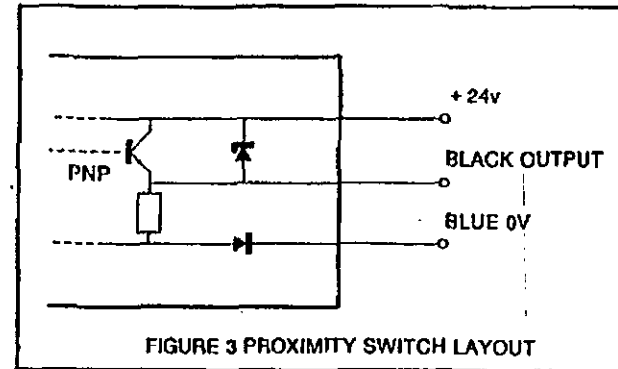 + 24v
PNP
BLACK OUTPUT
BLUE 0V
FIGURE 3 PROXIMITY SWITCH LAYOUT